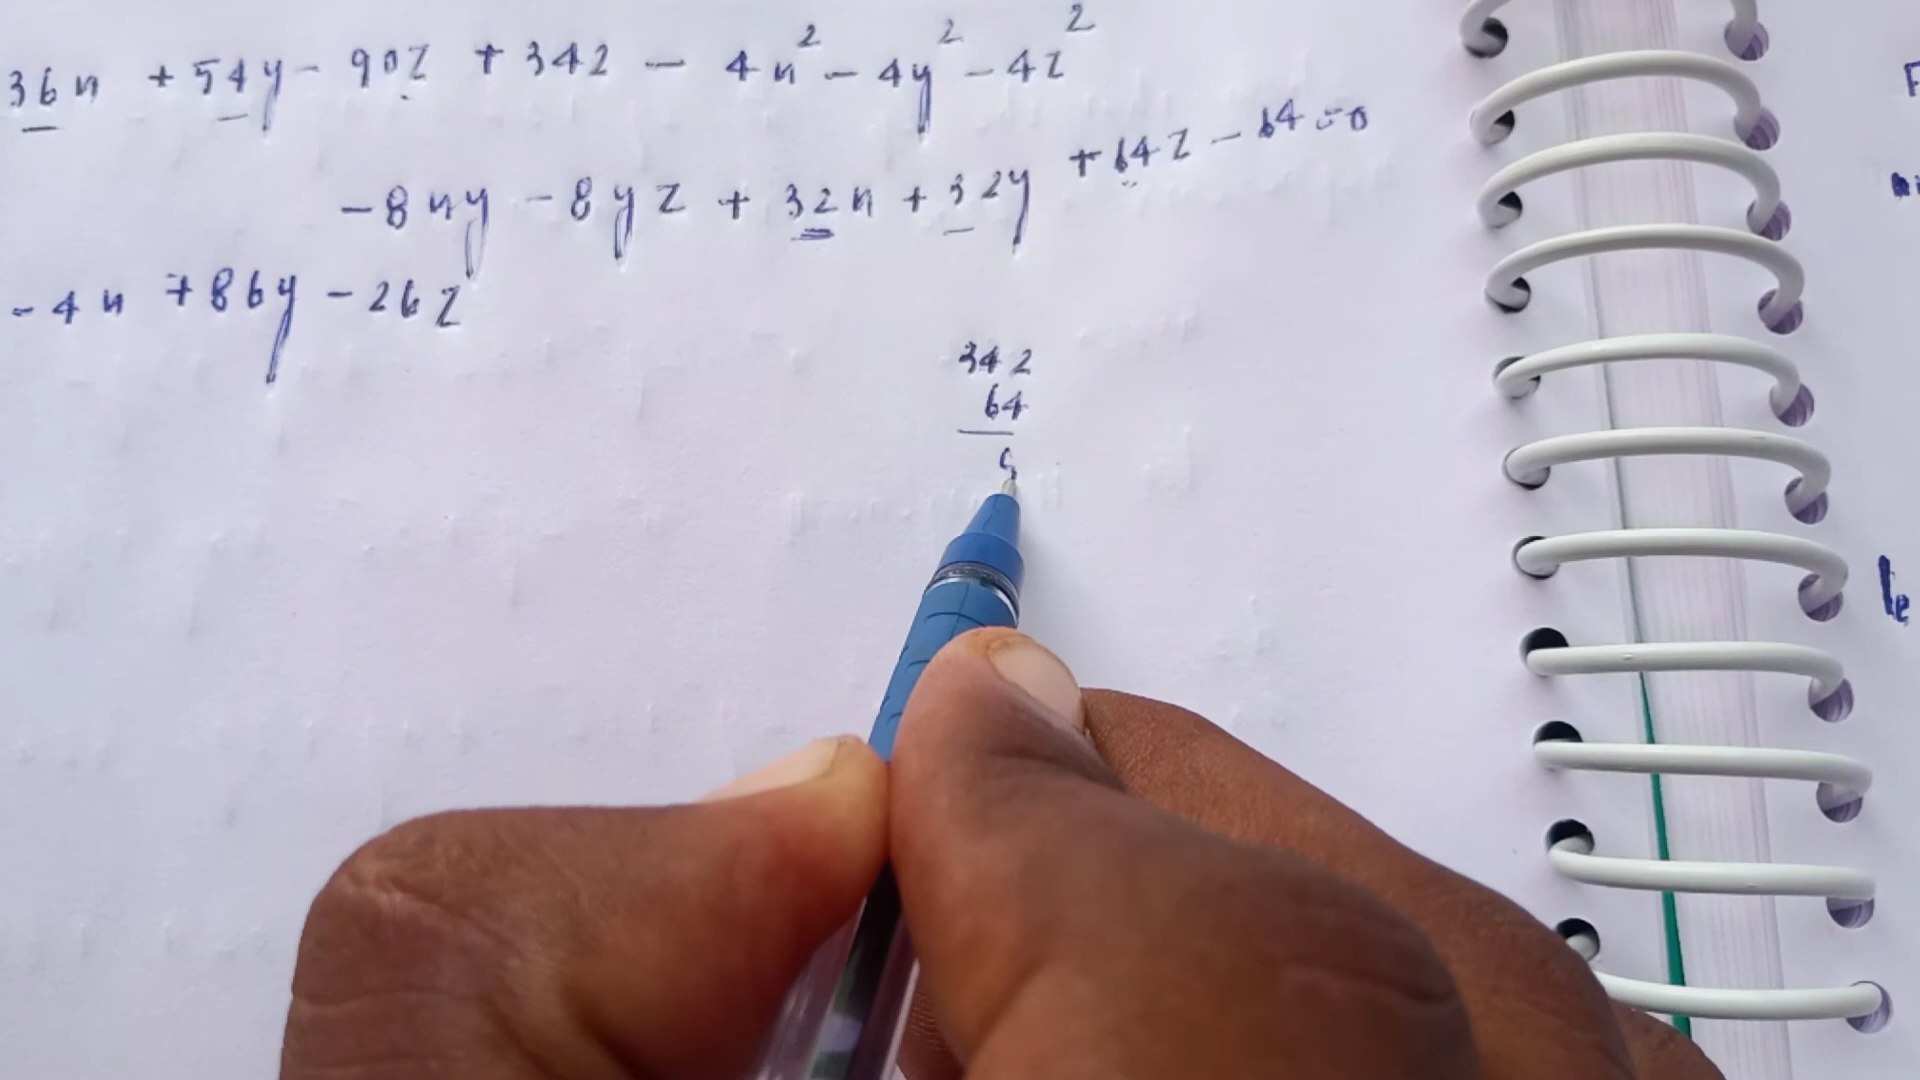 36x + 54y - 90z + 342 - 4x² - 4y² - 4z²
- 8xy - 8yz + 32x + 32y + 64z - 64 = 0
- 4x + 86y - 26z
342
64